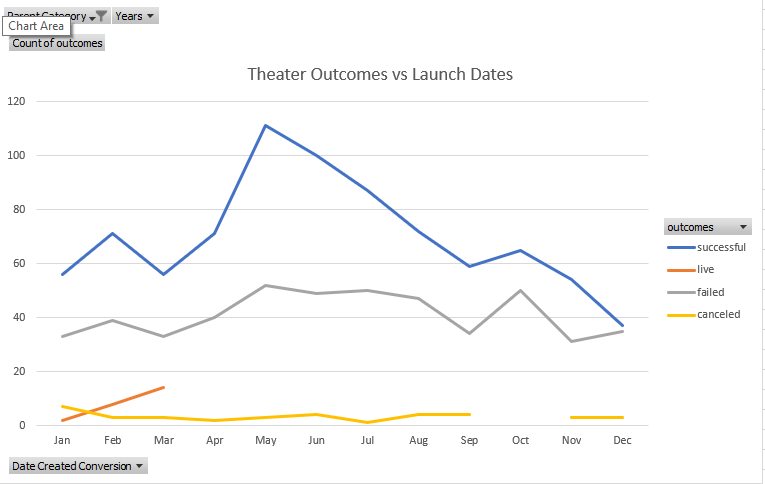 Parent Category Years
Chart Area
Count of outcomes
Theater Outcomes vs Launch Dates
120
100
80
60
40
20
0
Jan Feb Mar Apr May Jun Jul Aug Sep Oct Nov Dec
outcomes
successful
live
failed
canceled
Date Created Conversion